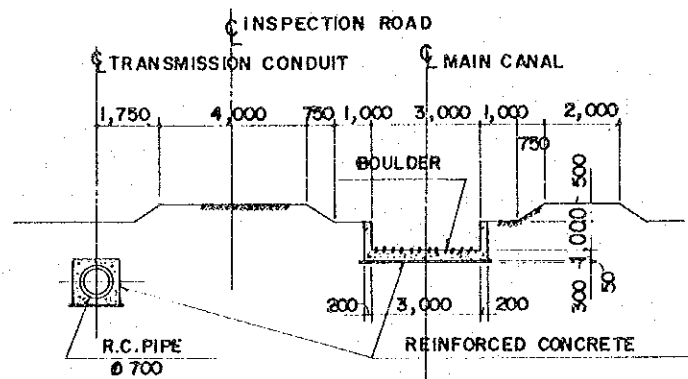 ℄ INSPECTION ROAD
℄ TRANSMISSION CONDUIT
℄ MAIN CANAL
1,750 4,000 750 1,000 3,000 1,000 2,000
750
BOULDER
500
1,000
300
50
200 3,000 200
R.C. PIPE
Ø 700
REINFORCED CONCRETE